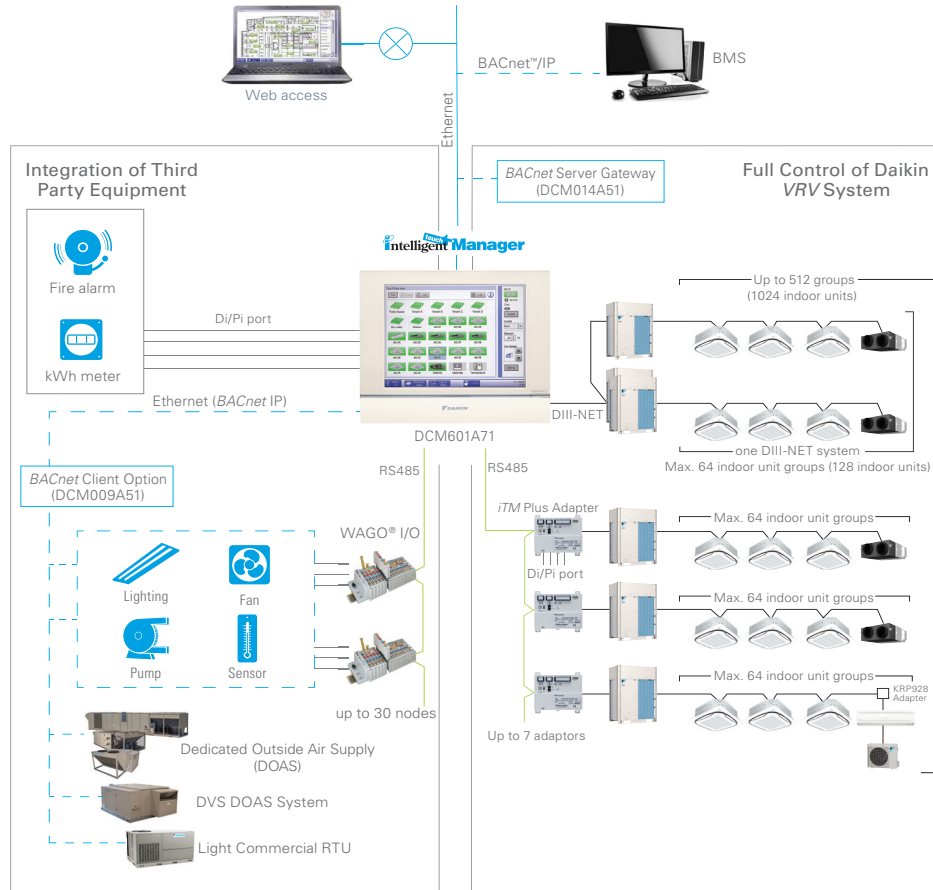 Web access
BACnet™/IP
BMS
Ethernet
Integration of Third
Party Equipment
BACnet Server Gateway
(DCM014A51)
Full Control of Daikin
VRV System
intelligent touch Manager
Fire alarm
kWh meter
Di/Pi port
Up to 512 groups
(1024 indoor units)
DAIKIN
Ethernet (BACnet IP)
DIII-NET
DCM601A71
one DIII-NET system
Max. 64 indoor unit groups (128 indoor units)
RS485
RS485
BACnet Client Option
(DCM009A51)
iTM Plus Adapter
WAGO® I/O
Max. 64 indoor unit groups
Di/Pi port
Lighting
Fan
Max. 64 indoor unit groups
Pump
Sensor
Max. 64 indoor unit groups
KRP928
Adapter
up to 30 nodes
Up to 7 adaptors
Dedicated Outside Air Supply
(DOAS)
DVS DOAS System
Light Commercial RTU